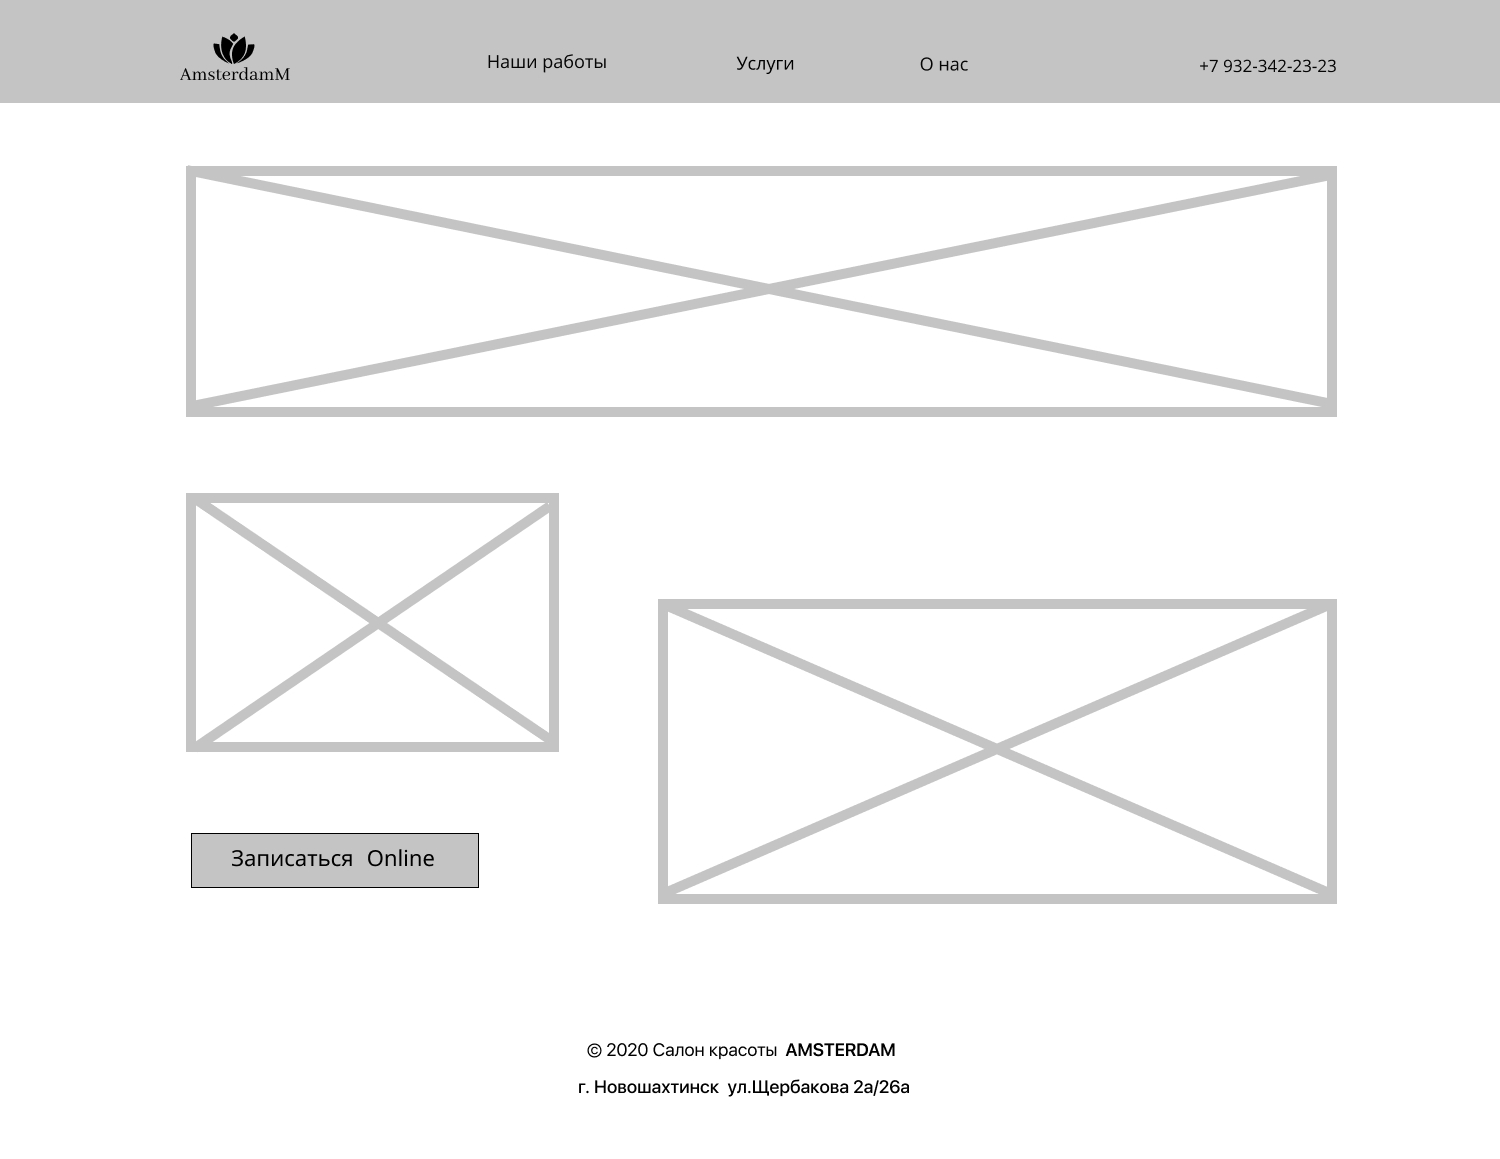 AmsterdamM
Наши работы
Услуги
О нас
+7 932-342-23-23
Записаться Online
© 2020 Салон красоты AMSTERDAM
г. Новошахтинск ул.Щербакова 2а/26а